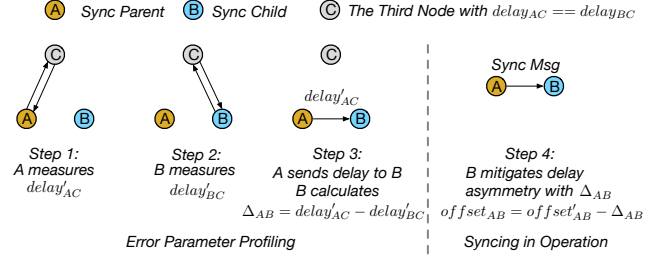 A Sync Parent B Sync Child C The Third Node with delay_AC == delay_BC
C
A B
Step 1:
A measures
delay'_AC
C
A B
Step 2:
B measures
delay'_BC
C
delay'_AC
A B
Step 3:
A sends delay to B
B calculates
Δ_AB = delay'_AC − delay'_BC
Error Parameter Profiling
Sync Msg
A B
Step 4:
B mitigates delay
asymmetry with Δ_AB
offset_AB = offset'_AB − Δ_AB
Syncing in Operation